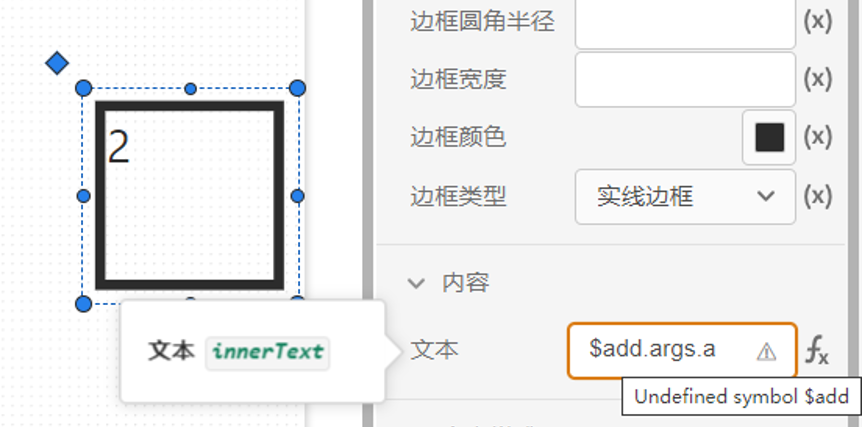 边框圆角半径 (x)
边框宽度 (x)
边框颜色 (x)
边框类型 实线边框 (x)
2
内容
文本 innerText
文本 $add.args.a fx
Undefined symbol $add